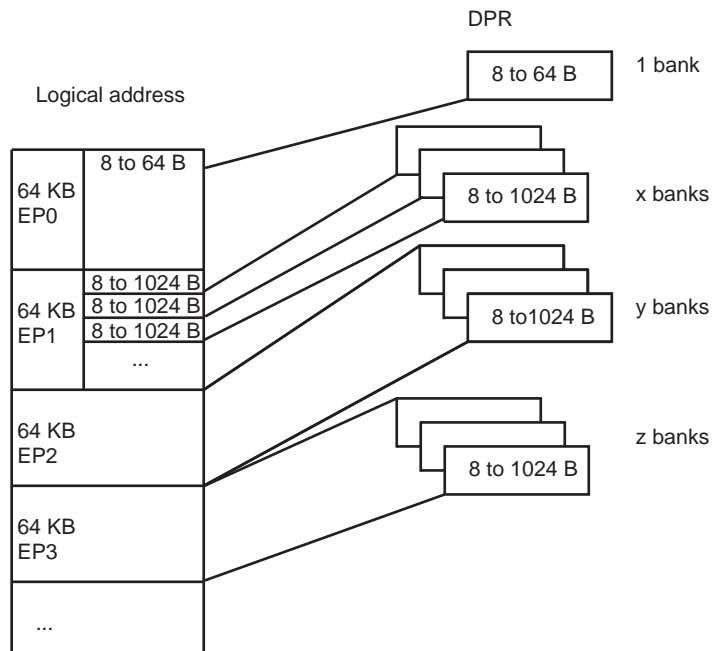 DPR
8 to 64 B
1 bank
Logical address
8 to 64 B
64 KB
EP0
8 to 1024 B
x banks
8 to 1024 B
8 to 1024 B
8 to 1024 B
...
64 KB
EP1
8 to1024 B
y banks
64 KB
EP2
8 to 1024 B
z banks
64 KB
EP3
...